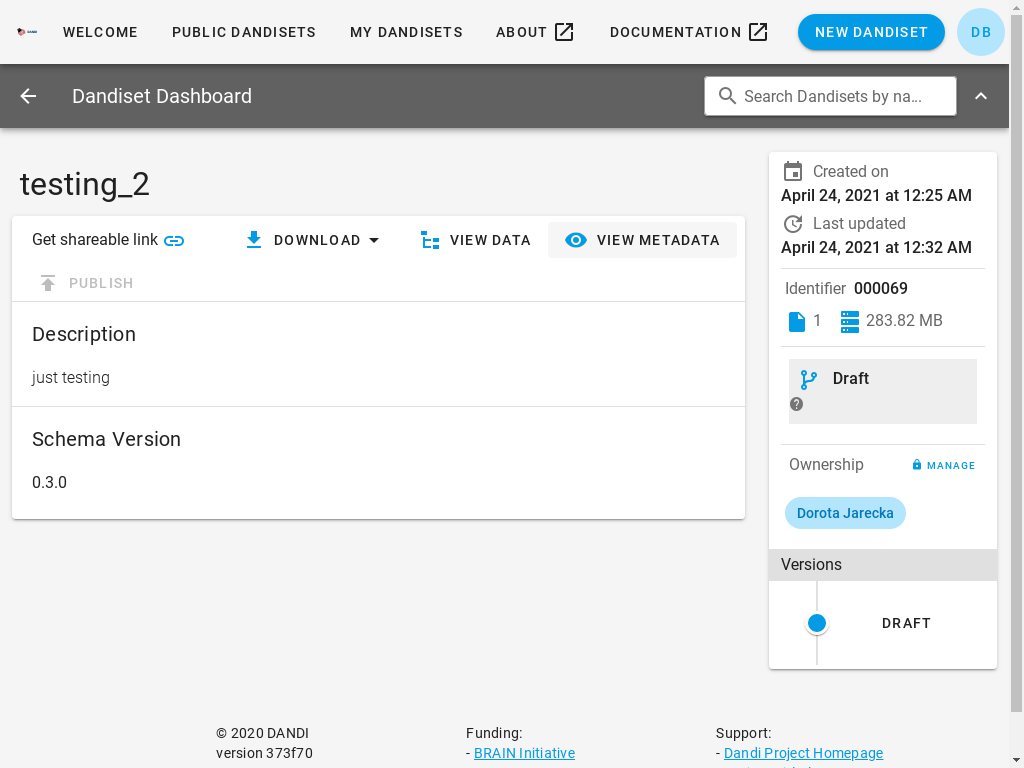 WELCOME PUBLIC DANDISETS MY DANDISETS ABOUT DOCUMENTATION NEW DANDISET DB
Dandiset Dashboard Search Dandisets by na...
testing_2
Get shareable link DOWNLOAD VIEW DATA VIEW METADATA
PUBLISH
Description
just testing
Schema Version
0.3.0
Created on
April 24, 2021 at 12:25 AM
Last updated
April 24, 2021 at 12:32 AM
Identifier 000069
1 283.82 MB
Draft
Ownership MANAGE
Dorota Jarecka
Versions
DRAFT
© 2020 DANDI
version 373f70
Funding:
- BRAIN Initiative
Support:
- Dandi Project Homepage